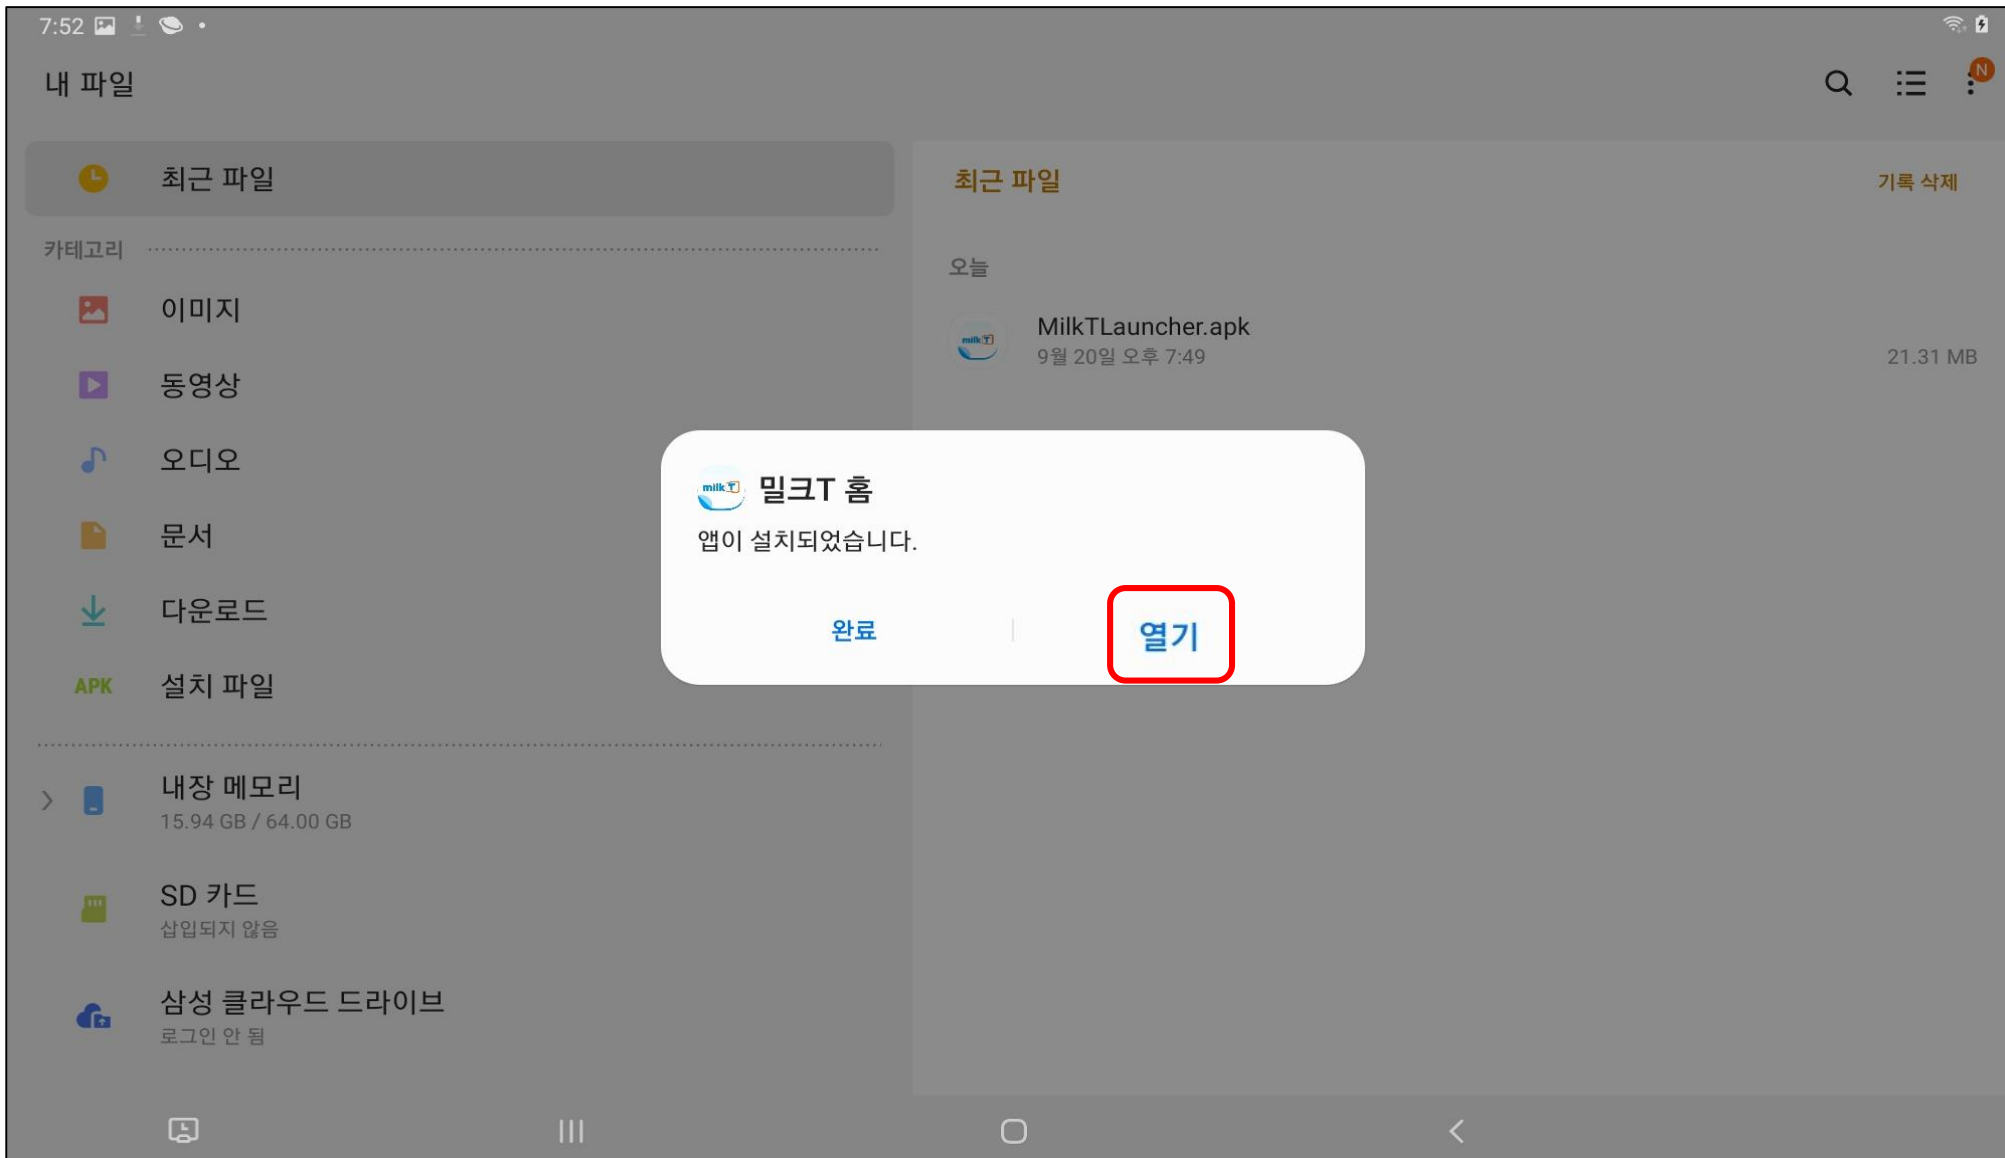 7:52
내 파일
N
최근 파일
카테고리
이미지
동영상
오디오
문서
다운로드
APK 설치 파일
내장 메모리
15.94 GB / 64.00 GB
SD 카드
삽입되지 않음
삼성 클라우드 드라이브
로그인 안 됨
최근 파일
기록 삭제
오늘
milk T
MilkTLauncher.apk
9월 20일 오후 7:49
21.31 MB
milk T 밀크T 홈
앱이 설치되었습니다.
완료
열기